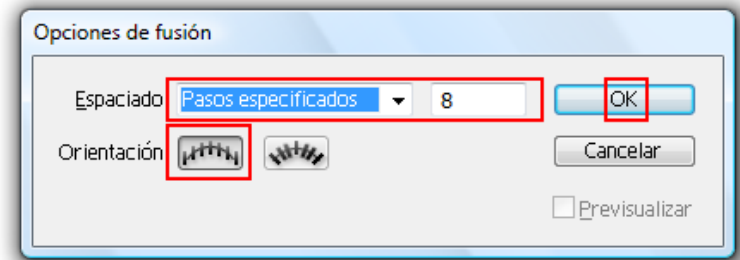 Opciones de fusión
Espaciado Pasos especificados 8 OK
Orientación Cancelar
Previsualizar